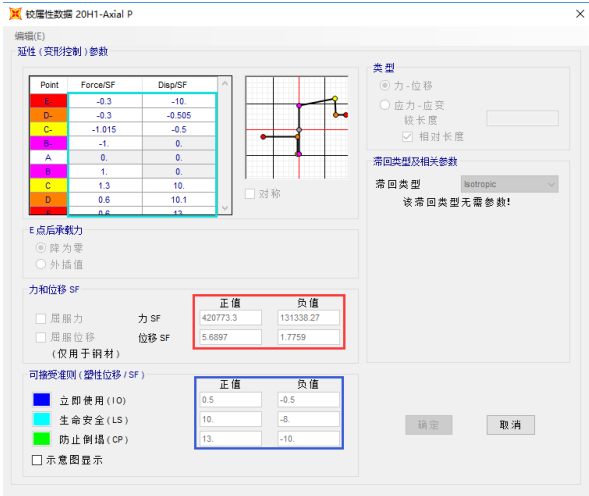 铰属性数据 20H1-Axial P
编辑(E)
延性 ( 变形控制 ) 参数
Point Force/SF Disp/SF
E- -0.3 -10.
D- -0.3 -0.505
C- -1.015 -0.5
B- -1. 0.
A 0. 0.
B 1. 0.
C 1.3 10.
D 0.6 10.1
E 0.6 13.
对称
E 点后承载力
降为零
外插值
力和位移 SF
正值 负值
屈服力 力 SF 420773.3 131338.27
屈服位移 位移 SF 5.6897 1.7759
(仅用于钢材)
可接受准则 ( 塑性位移 / SF )
正值 负值
立即使用(IO) 0.5 -0.5
生命安全(LS) 10. -8.
防止倒塌(CP) 13. -10.
示意图显示
类型
力-位移
应力-应变
铰长度
相对长度
滞回类型及相关参数
滞回类型 Isotropic
该滞回类型无需参数!
确定 取消